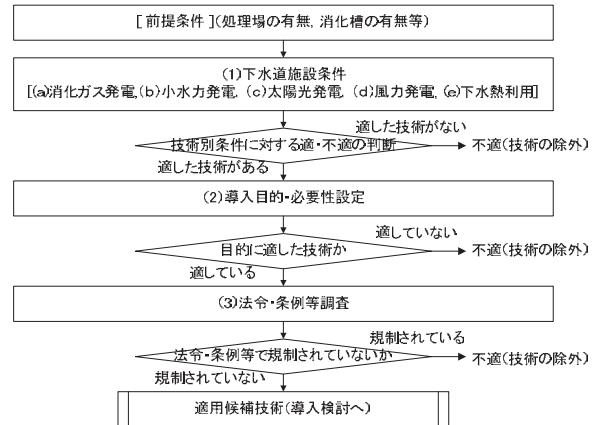 [前提条件](処理場の有無, 消化槽の有無等)
(1)下水道施設条件
[(a)消化ガス発電,(b)小水力発電, (c)太陽光発電, (d)風力発電, (e)下水熱利用]
適した技術がない
技術別条件に対する適・不適の判断
不適(技術の除外)
適した技術がある
(2)導入目的・必要性設定
適していない
目的に適した技術か
不適(技術の除外)
適している
(3)法令・条例等調査
規制されている
法令・条例等で規制されていないか
不適(技術の除外)
規制されていない
適用候補技術(導入検討へ)